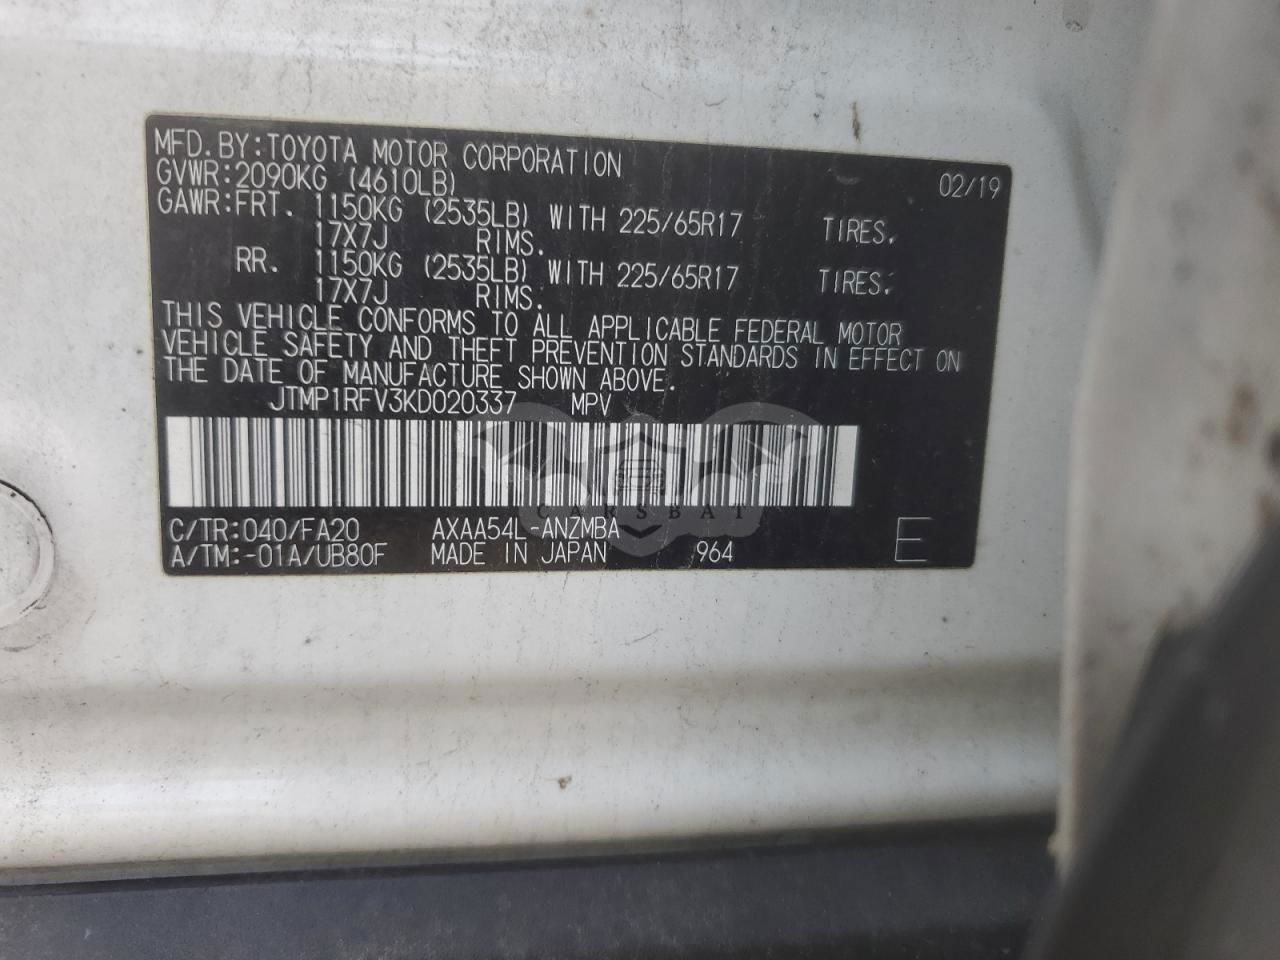 MFD. BY:TOYOTA MOTOR CORPORATION 02/19
GVWR:2090KG (4610LB)
GAWR:FRT. 1150KG (2535LB) WITH 225/65R17 TIRES,
17X7J RIMS.
RR. 1150KG (2535LB) WITH 225/65R17 TIRES,
17X7J RIMS.
THIS VEHICLE CONFORMS TO ALL APPLICABLE FEDERAL MOTOR
VEHICLE SAFETY AND THEFT PREVENTION STANDARDS IN EFFECT ON
THE DATE OF MANUFACTURE SHOWN ABOVE.
JTMP1RFV3KD020337 MPV
CARSBAT
C/TR:040/FA20 AXAA54L-ANZMBA
A/TM:-01A/UB80F MADE IN JAPAN 964 E